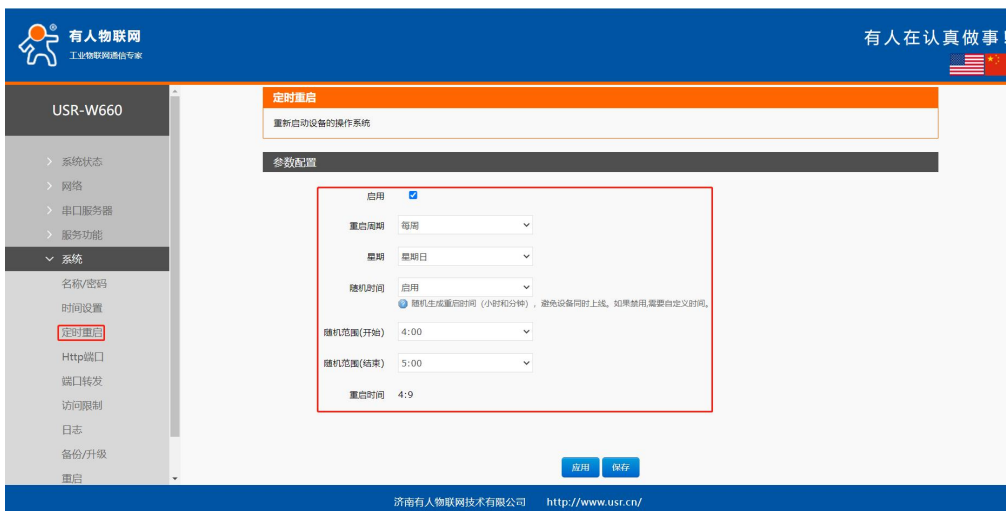 有人物联网
工业物联网通信专家
有人在认真做事!
USR-W660
系统状态
网络
串口服务器
服务功能
系统
名称/密码
时间设置
定时重启
Http端口
端口转发
访问限制
日志
备份/升级
重启
定时重启
重新启动设备的操作系统
参数配置
启用
重启周期 每周
星期 星期日
随机时间 启用
随机生成重启时间（小时和分钟），避免设备同时上线。如果禁用,需要自定义时间。
随机范围(开始) 4:00
随机范围(结束) 5:00
重启时间 4:9
应用 保存
济南有人物联网技术有限公司 http://www.usr.cn/